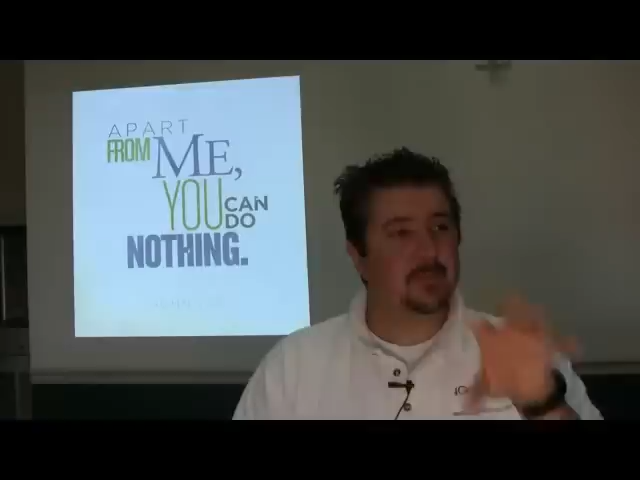 APART
FROM ME,
YOU CAN
DO
NOTHING.